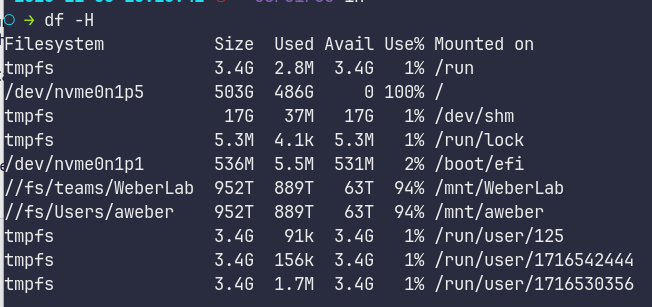 → df -H
Filesystem Size Used Avail Use% Mounted on
tmpfs 3.4G 2.8M 3.4G 1% /run
/dev/nvme0n1p5 503G 486G 0 100% /
tmpfs 17G 37M 17G 1% /dev/shm
tmpfs 5.3M 4.1k 5.3M 1% /run/lock
/dev/nvme0n1p1 536M 5.5M 531M 2% /boot/efi
//fs/teams/WeberLab 952T 889T 63T 94% /mnt/WeberLab
//fs/Users/aweber 952T 889T 63T 94% /mnt/aweber
tmpfs 3.4G 91k 3.4G 1% /run/user/125
tmpfs 3.4G 156k 3.4G 1% /run/user/1716542444
tmpfs 3.4G 1.7M 3.4G 1% /run/user/1716530356